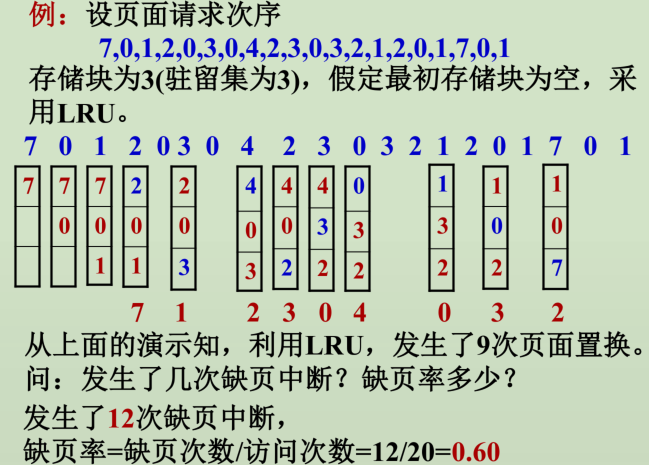 例：设页面请求次序
7,0,1,2,0,3,0,4,2,3,0,3,2,1,2,0,1,7,0,1
存储块为3(驻留集为3)，假定最初存储块为空，采
用LRU。
7 0 1 2 0 3 0 4 2 3 0 3 2 1 2 0 1 7 0 1
7 7 7 2 2 4 4 4 0 1 1 1
0 0 0 0 0 0 3 3 3 0 0
1 1 3 3 2 2 2 2 2 7
7 1 2 3 0 4 0 3 2
从上面的演示知，利用LRU，发生了9次页面置换。
问：发生了几次缺页中断？缺页率多少？
发生了12次缺页中断，
缺页率=缺页次数/访问次数=12/20=0.60